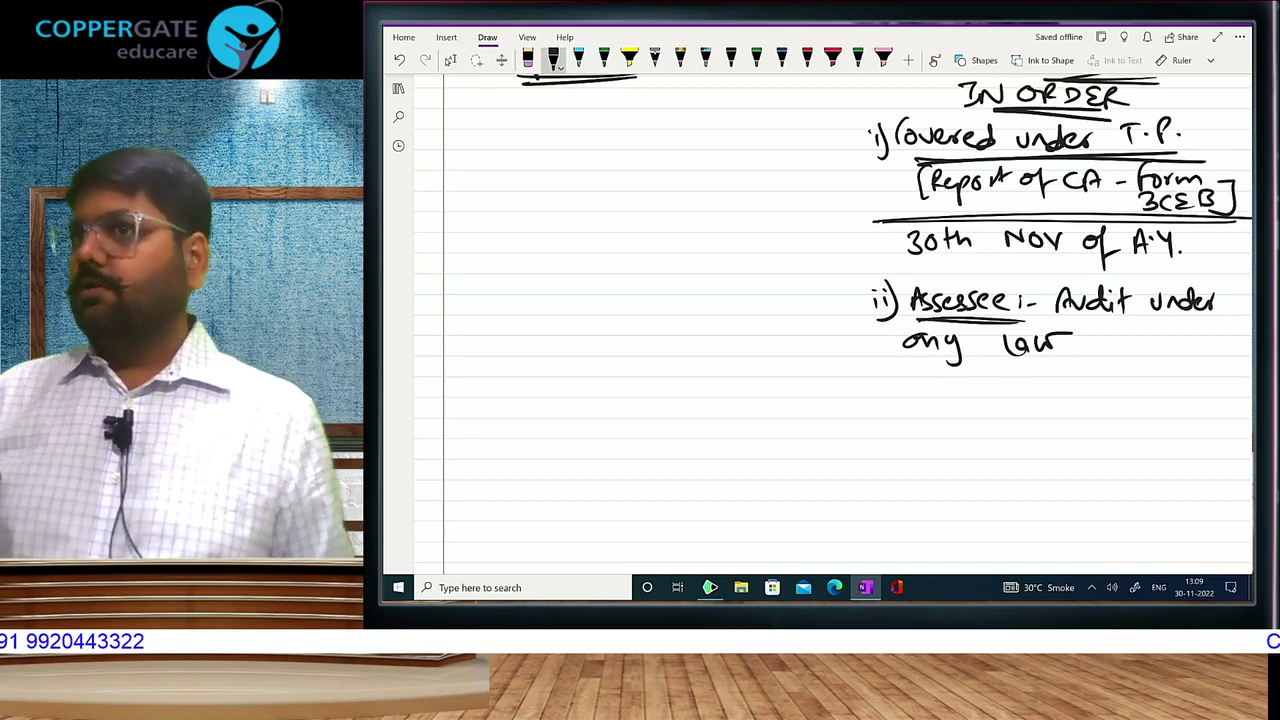 COPPERGATE
educare
Home Insert Draw View Help
Saved offline
Share
Shapes
Ink to Shape
Ink to Text
Ruler
IN ORDER
i) Covered under T.P.
[Report of CA - Form
3CEB]
30th NOV of A.Y.
ii) Assessee :- Audit under
any law
Type here to search
30°C Smoke
ENG
13:09
30-11-2022
91 9920443322
C